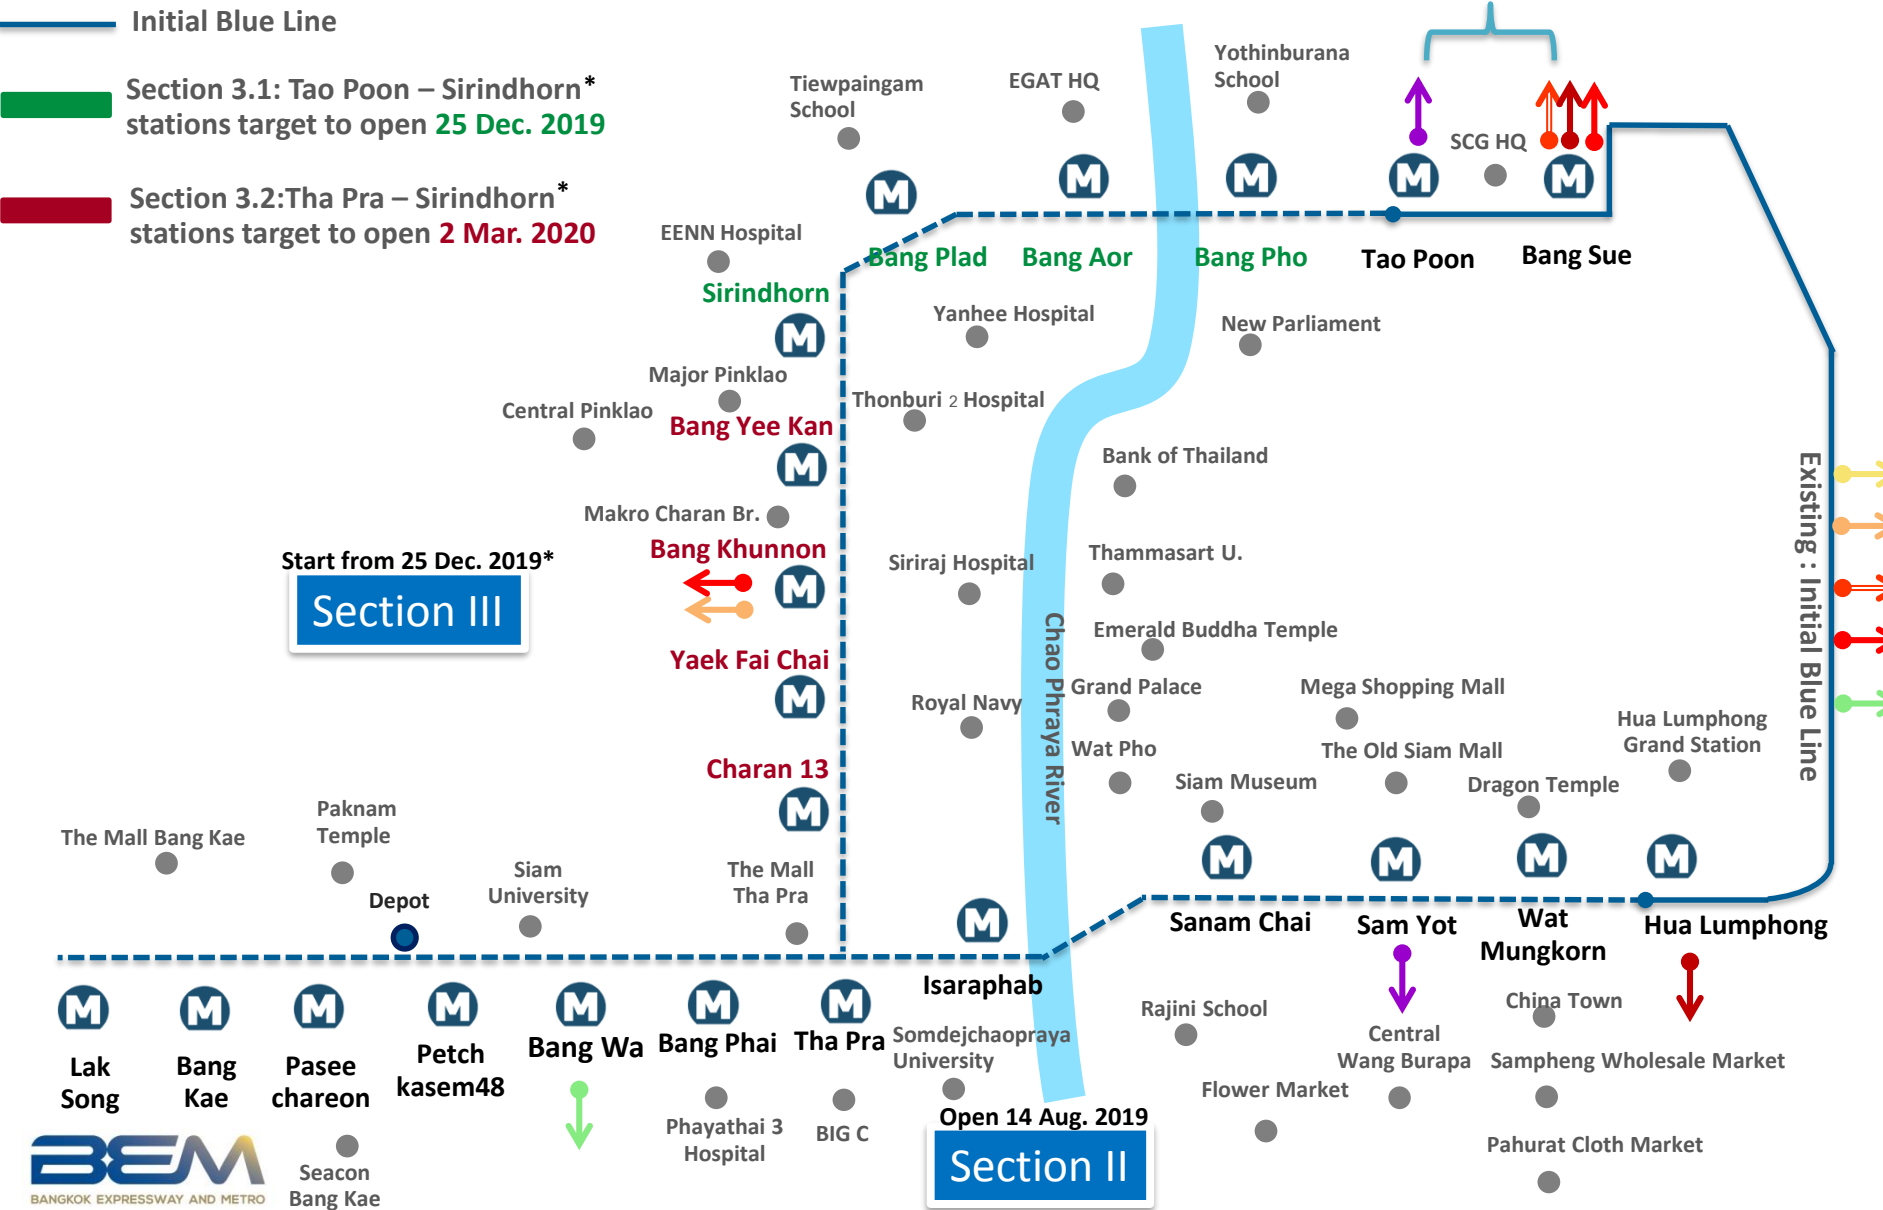 Initial Blue Line
Section 3.1: Tao Poon – Sirindhorn*
stations target to open 25 Dec. 2019
Section 3.2:Tha Pra – Sirindhorn*
stations target to open 2 Mar. 2020
Tiewpaingam
School
EGAT HQ
Yothinburana
School
SCG HQ
EENN Hospital
Bang Plad
Bang Aor
Bang Pho
Tao Poon
Bang Sue
Sirindhorn
Yanhee Hospital
New Parliament
Major Pinklao
Central Pinklao
Thonburi 2 Hospital
Bang Yee Kan
Bank of Thailand
Makro Charan Br.
Bang Khunnon
Start from 25 Dec. 2019*
Section III
Siriraj Hospital
Thammasart U.
Existing : Initial Blue Line
Chao Phraya River
Emerald Buddha Temple
Yaek Fai Chai
Royal Navy
Grand Palace
Mega Shopping Mall
Hua Lumphong
Grand Station
Wat Pho
The Old Siam Mall
Charan 13
Siam Museum
Dragon Temple
The Mall Bang Kae
Paknam
Temple
Depot
Siam
University
The Mall
Tha Pra
Sanam Chai
Sam Yot
Wat
Mungkorn
Hua Lumphong
Isaraphab
Lak
Song
Bang
Kae
Pasee
chareon
Petch
kasem48
Bang Wa
Bang Phai
Tha Pra
Somdejchaopraya
University
Rajini School
China Town
Central
Wang Burapa
Sampheng Wholesale Market
Flower Market
Phayathai 3
Hospital
BIG C
Open 14 Aug. 2019
Section II
Pahurat Cloth Market
Seacon
Bang Kae
BEM
BANGKOK EXPRESSWAY AND METRO